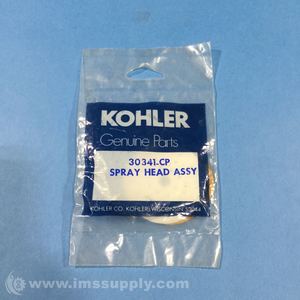 KOHLER
Genuine Parts
30341-CP
SPRAY HEAD ASSY
KOHLER CO. KOHLER, WISCONSIN 53044
© www.imssupply.com